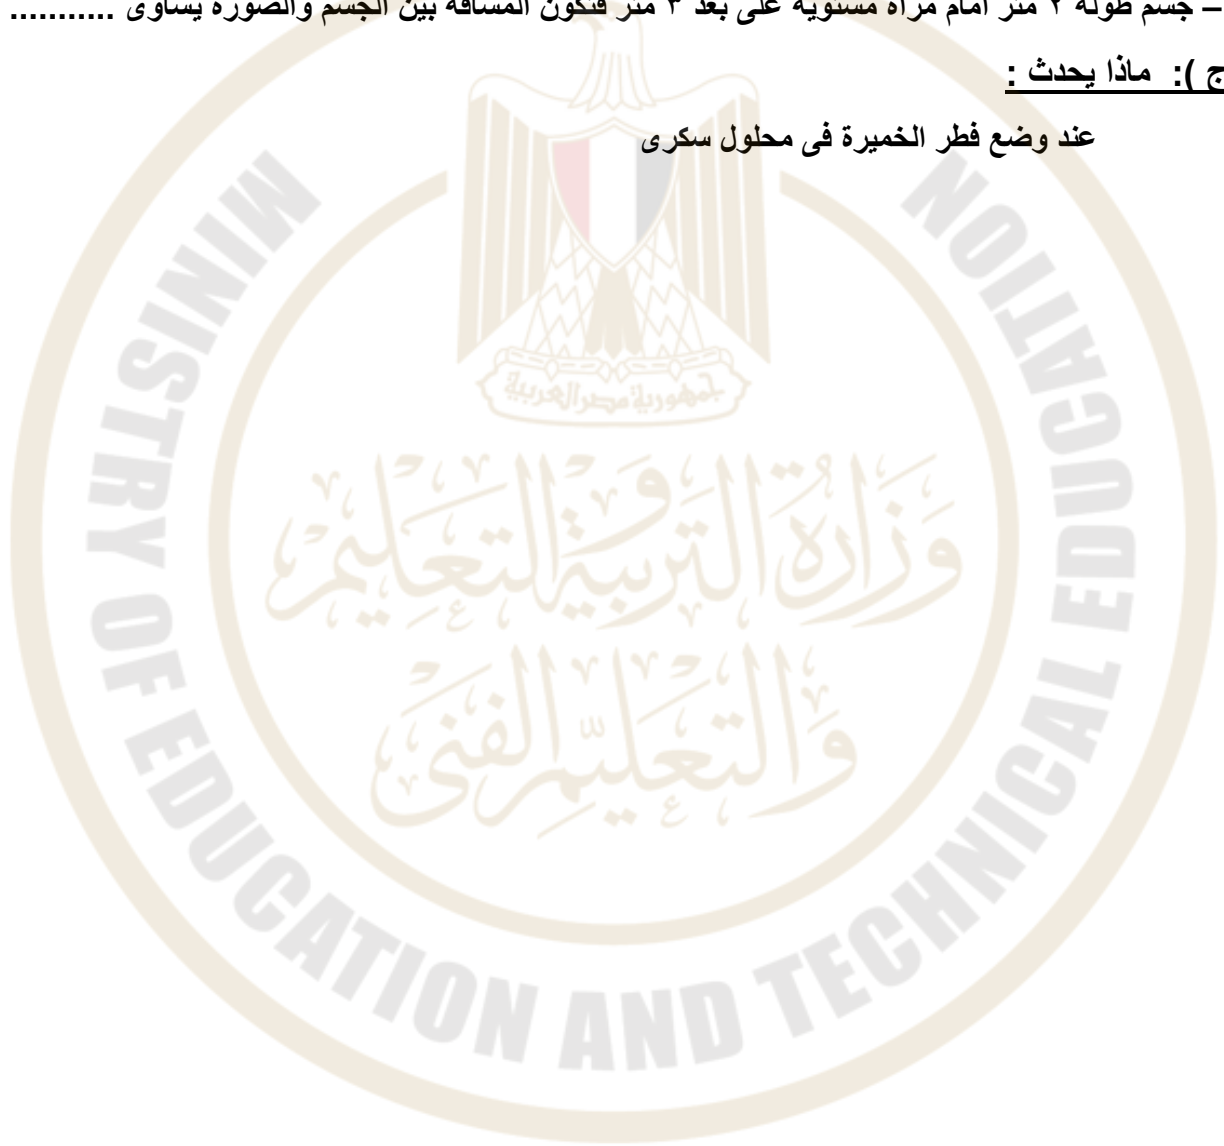 – جسم طوله ٢ متر أمام مرآة مستوية على بعد ٣ متر فتكون المسافة بين الجسم والصورة يساوى ...........
ج ): ماذا يحدث :
عند وضع فطر الخميرة فى محلول سكرى
جمهورية مصر العربية
وزارة التربية والتعليم
والتعليم الفنى
MINISTRY OF EDUCATION AND TECHNICAL EDUCATION